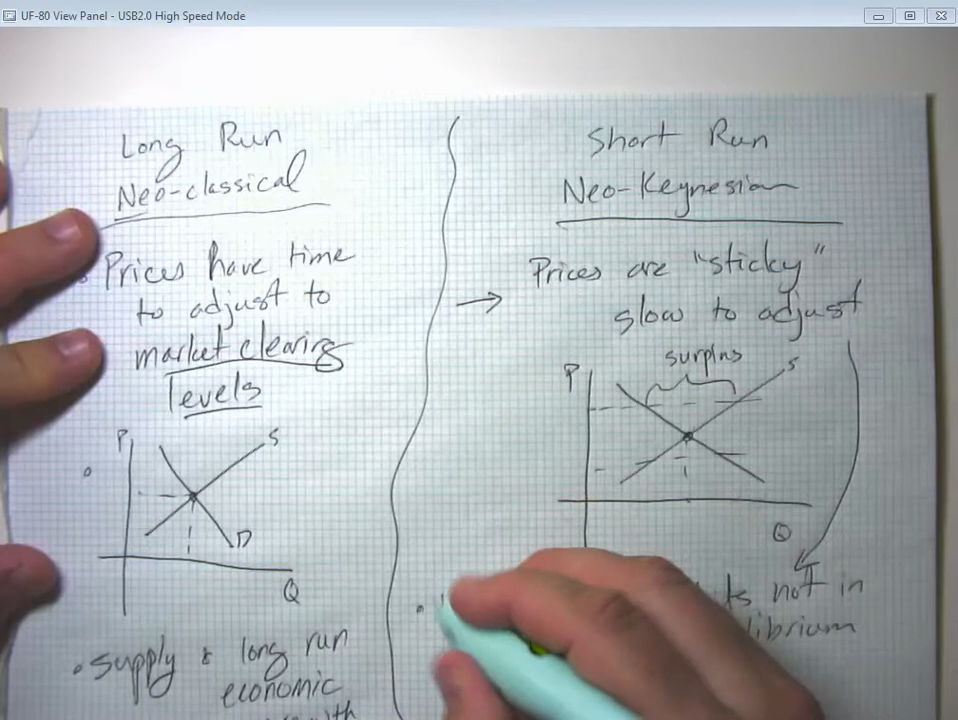 UF-80 View Panel - USB2.0 High Speed Mode
Long Run
Neo-classical
Prices have time
to adjust to
market clearing
levels
P
S
D
Q
supply & long run
economic
Short Run
Neo-Keynesian
Prices are "sticky"
slow to adjust
surplus
P
S
Q
not in